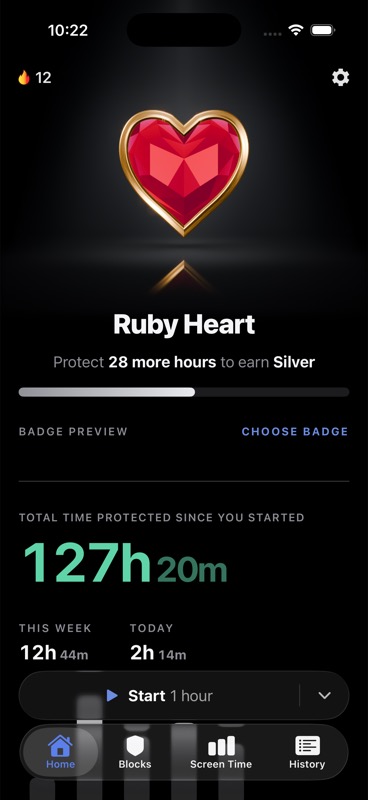 10:22
12
Ruby Heart
Protect 28 more hours to earn Silver
BADGE PREVIEW
CHOOSE BADGE
TOTAL TIME PROTECTED SINCE YOU STARTED
127h 20m
THIS WEEK
TODAY
12h 44m
2h 14m
Start 1 hour
Home
Blocks
Screen Time
History